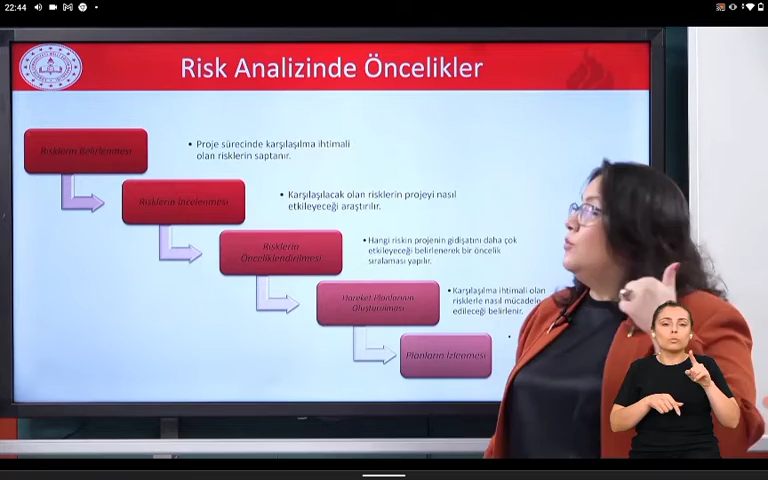 22:44
Risk Analizinde Öncelikler
Risklerin Belirlenmesi
• Proje sürecinde karşılaşılma ihtimali
olan risklerin saptanır.
Risklerin İncelenmesi
• Karşılaşılacak olan risklerin projeyi nasıl
etkileyeceği araştırılır.
Risklerin
Önceliklendirilmesi
• Hangi riskin projenin gidişatını daha çok
etkileyeceği belirlenerek bir öncelik
sıralaması yapılır.
Hareket Planlarının
Oluşturulması
• Karşılaşılma ihtimali olan
risklerle nasıl mücadele
edileceği belirlenir.
•
Planların İzlenmesi